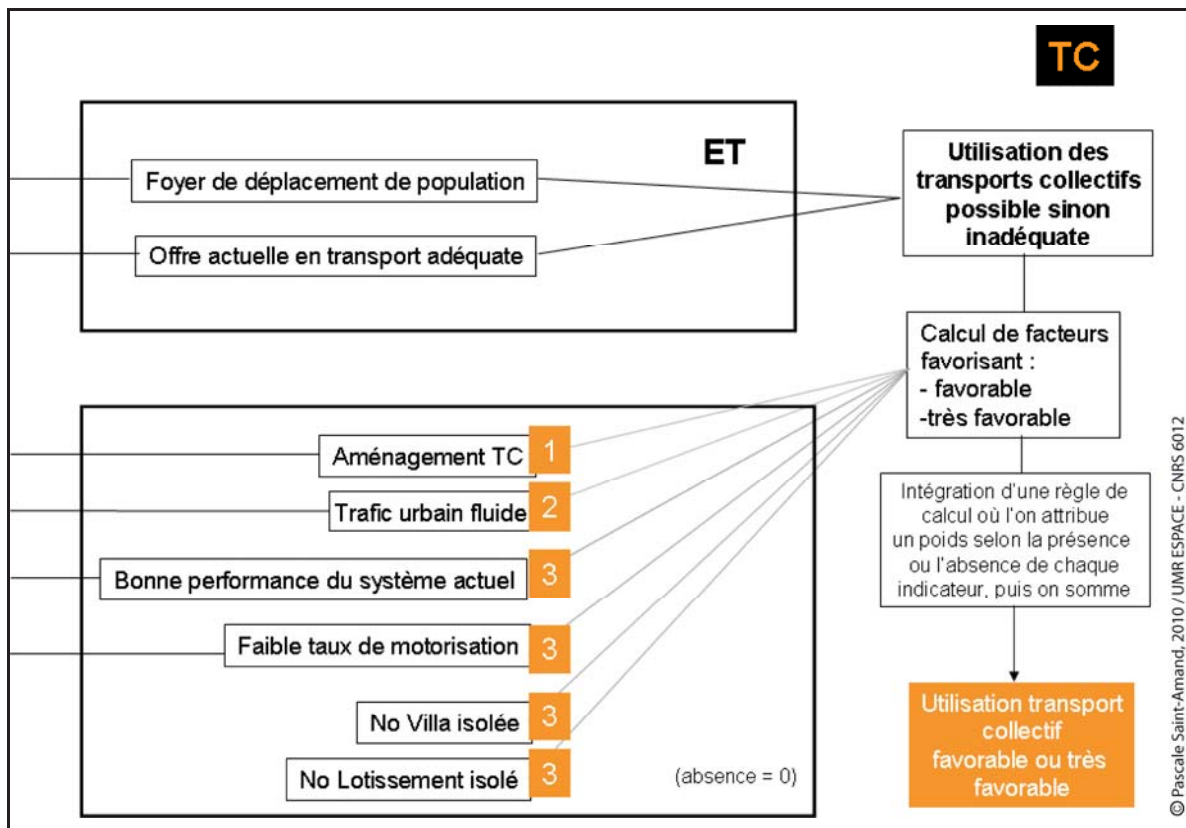 TC
ET
Foyer de déplacement de population
Offre actuelle en transport adéquate
Utilisation des
transports collectifs
possible sinon
inadéquate
Calcul de facteurs
favorisant :
- favorable
-très favorable
Aménagement TC 1
Trafic urbain fluide 2
Bonne performance du système actuel 3
Faible taux de motorisation 3
No Villa isolée 3
No Lotissement isolé 3
(absence = 0)
Intégration d'une règle de
calcul où l'on attribue
un poids selon la présence
ou l'absence de chaque
indicateur, puis on somme
Utilisation transport
collectif
favorable ou très
favorable
© Pascale Saint-Amand, 2010 / UMR ESPACE - CNRS 6012